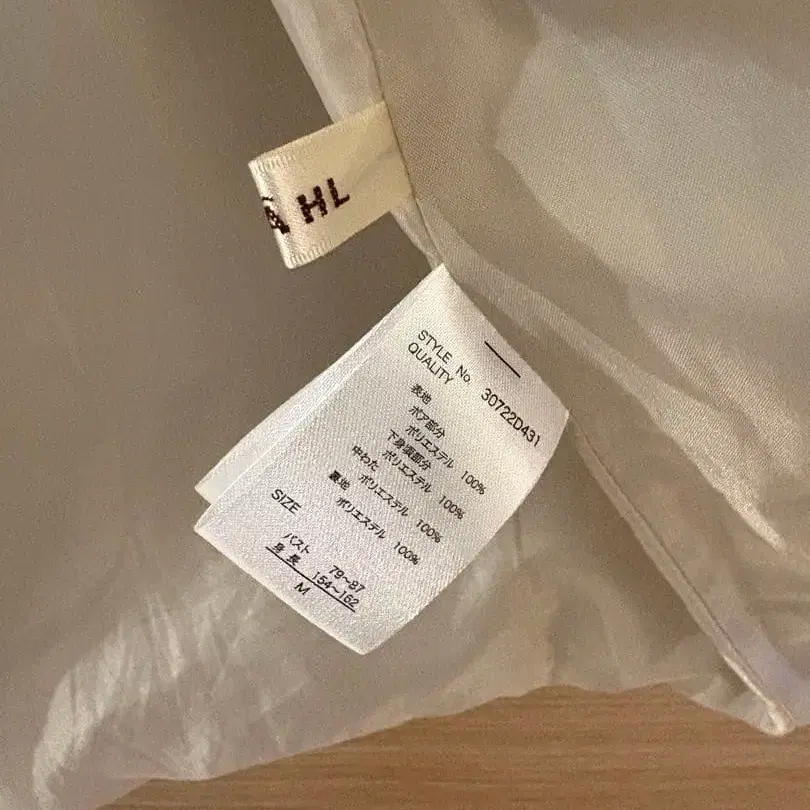 HL
STYLE No. 30722D431
QUALITY
表地
ボア部分
ポリエステル 100%
下身頃部分
ポリエステル 100%
中わた
ポリエステル 100%
裏地
ポリエステル 100%
SIZE
バスト 79~87
身長 154~162
M